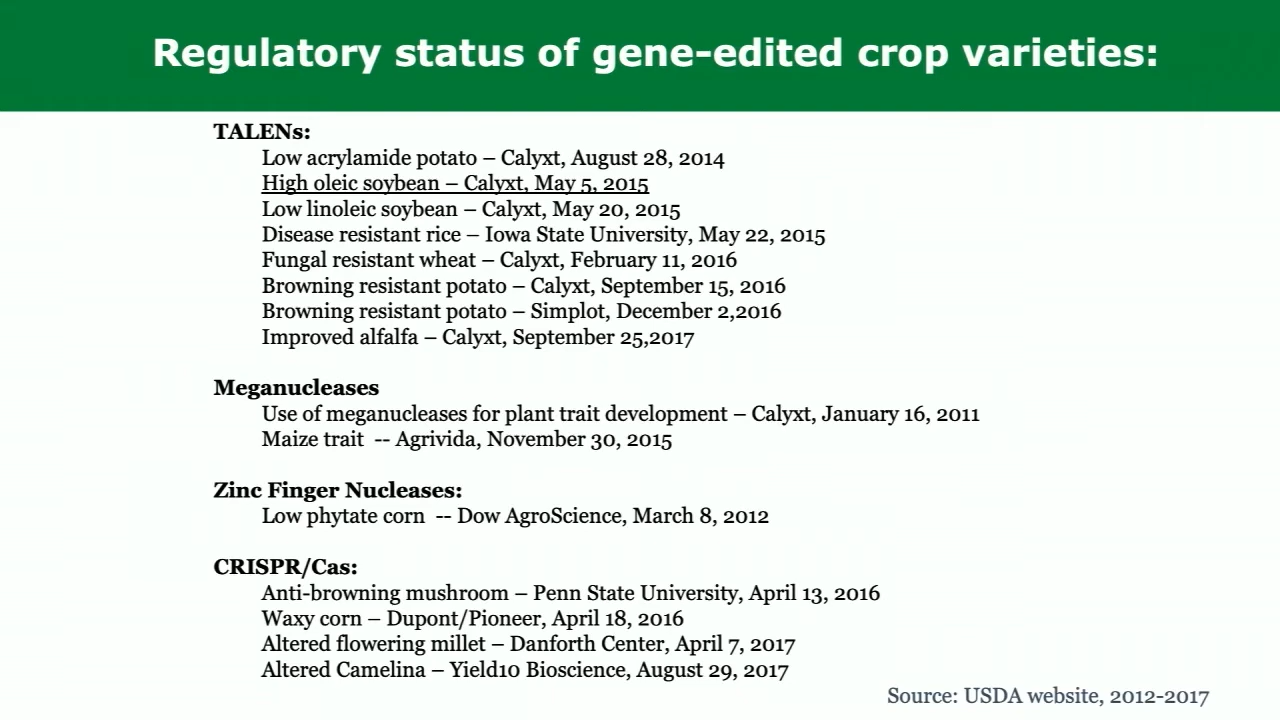 Regulatory status of gene-edited crop varieties:
TALENs:
Low acrylamide potato – Calyxt, August 28, 2014
High oleic soybean – Calyxt, May 5, 2015
Low linoleic soybean – Calyxt, May 20, 2015
Disease resistant rice – Iowa State University, May 22, 2015
Fungal resistant wheat – Calyxt, February 11, 2016
Browning resistant potato – Calyxt, September 15, 2016
Browning resistant potato – Simplot, December 2,2016
Improved alfalfa – Calyxt, September 25,2017
Meganucleases
Use of meganucleases for plant trait development – Calyxt, January 16, 2011
Maize trait -- Agrivida, November 30, 2015
Zinc Finger Nucleases:
Low phytate corn -- Dow AgroScience, March 8, 2012
CRISPR/Cas:
Anti-browning mushroom – Penn State University, April 13, 2016
Waxy corn – Dupont/Pioneer, April 18, 2016
Altered flowering millet – Danforth Center, April 7, 2017
Altered Camelina – Yield10 Bioscience, August 29, 2017
Source: USDA website, 2012-2017